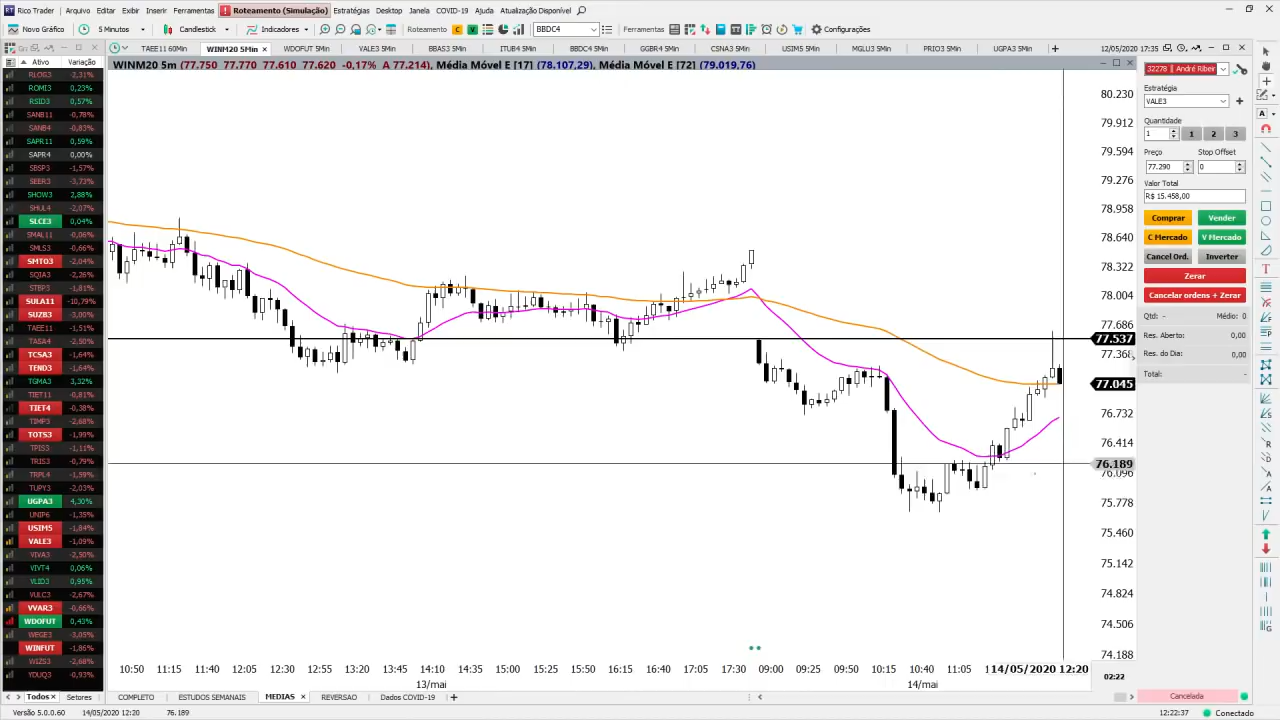 Rico Trader Arquivo Editar Exibir Inserir Ferramentas Roteamento (Simulação) Estratégias Desktop Janela COVID-19 Ajuda Atualização Disponível
Novo Gráfico 5 Minutos Candlestick Indicadores Roteamento C V BBDC4 Ferramentas Configurações
TAEE11 60Min WINM20 5Min WDOFUT 5Min VALE3 5Min BBAS3 5Min ITUB4 5Min BBDC4 5Min GGBR4 5Min CSNA3 5Min USIM5 5Min MGLU3 5Min PRIO3 5Min UGPA3 5Min 12/05/2020 17:35
WINM20 5m (77.750 77.770 77.610 77.620 -0,17% A 77.214), Média Móvel E [17] (78.107,29), Média Móvel E [72] (79.019,76)
Ativo Variação
RLOG3 -2,31%
ROMI3 0,23%
RSID3 0,57%
SANB11 -0,78%
SANB4 -0,83%
SAPR11 0,59%
SAPR4 0,00%
SBSP3 -1,57%
SEER3 -3,73%
SHOW3 2,88%
SHUL4 -2,07%
SLCE3 0,04%
SMAL11 -0,06%
SMLS3 -0,66%
SMTO3 -2,04%
SQIA3 -2,26%
STBP3 -1,81%
SULA11 -10,79%
SUZB3 -3,00%
TAEE11 -1,51%
TASA4 -2,50%
TCSA3 -1,64%
TEND3 -1,64%
TGMA3 3,32%
TIET11 -0,81%
TIET4 -0,38%
TIMP3 -2,68%
TOTS3 -1,99%
TPIS3 -1,11%
TRIS3 -0,79%
TRPL4 -1,59%
TUPY3 -2,03%
UGPA3 4,30%
UNIP6 -1,35%
USIM5 -1,84%
VALE3 -1,09%
VIVA3 -2,50%
VIVT4 0,06%
VLID3 0,95%
VULC3 -2,67%
VVAR3 -0,66%
WDOFUT 0,43%
WEGE3 -3,05%
WINFUT -1,86%
WIZS3 -2,68%
YDUQ3 -0,93%
80.230
79.912
79.594
79.276
78.958
78.640
78.322
78.004
77.686
77.537
77.368
77.045
76.732
76.414
76.189
76.096
75.778
75.460
75.142
74.824
74.506
74.188
10:50 11:15 11:40 12:05 12:30 12:55 13:20 13:45 14:10 14:35 15:00 15:25 15:50 16:15 16:40 17:05 17:30 09:00 09:25 09:50 10:15 10:40 14/05/2020 12:20
13/mai 14/mai
02:22
32278 | André Ribeir
Estratégia
VALE3
Quantidade
1 1 2 3
Preço Stop Offset
77.290 0
Valor Total
R$ 15.458,00
Comprar Vender
C Mercado V Mercado
Cancel Ord. Inverter
Zerar
Cancelar ordens + Zerar
Qtd: - Médio: 0
Res. Aberto: 0,00
Res. do Dia: 0,00
Total: -
Cancelada
Todos Setores COMPLETO ESTUDOS SEMANAIS MEDIAS REVERSAO Dados COVID-19
Versão 5.0.0.60 14/05/2020 12:20 76.189 12:22:37 Conectado